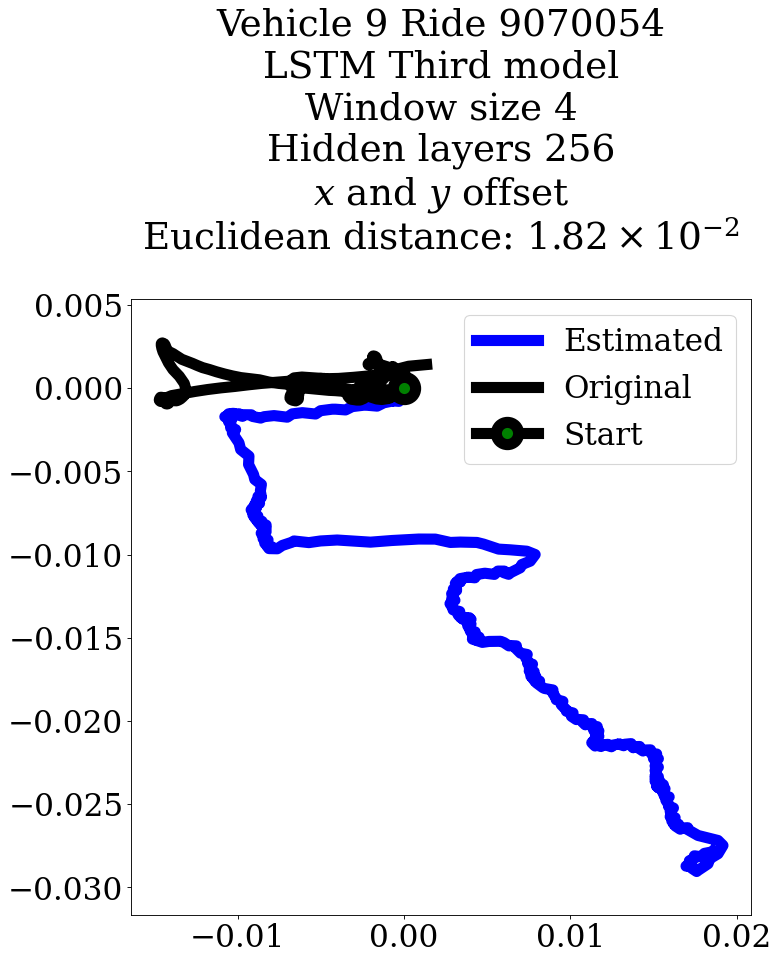 Vehicle 9 Ride 9070054
LSTM Third model
Window size 4
Hidden layers 256
x and y offset
Euclidean distance: 1.82 × 10⁻²
0.005
0.000
−0.005
−0.010
−0.015
−0.020
−0.025
−0.030
Estimated
Original
Start
−0.01 0.00 0.01 0.02